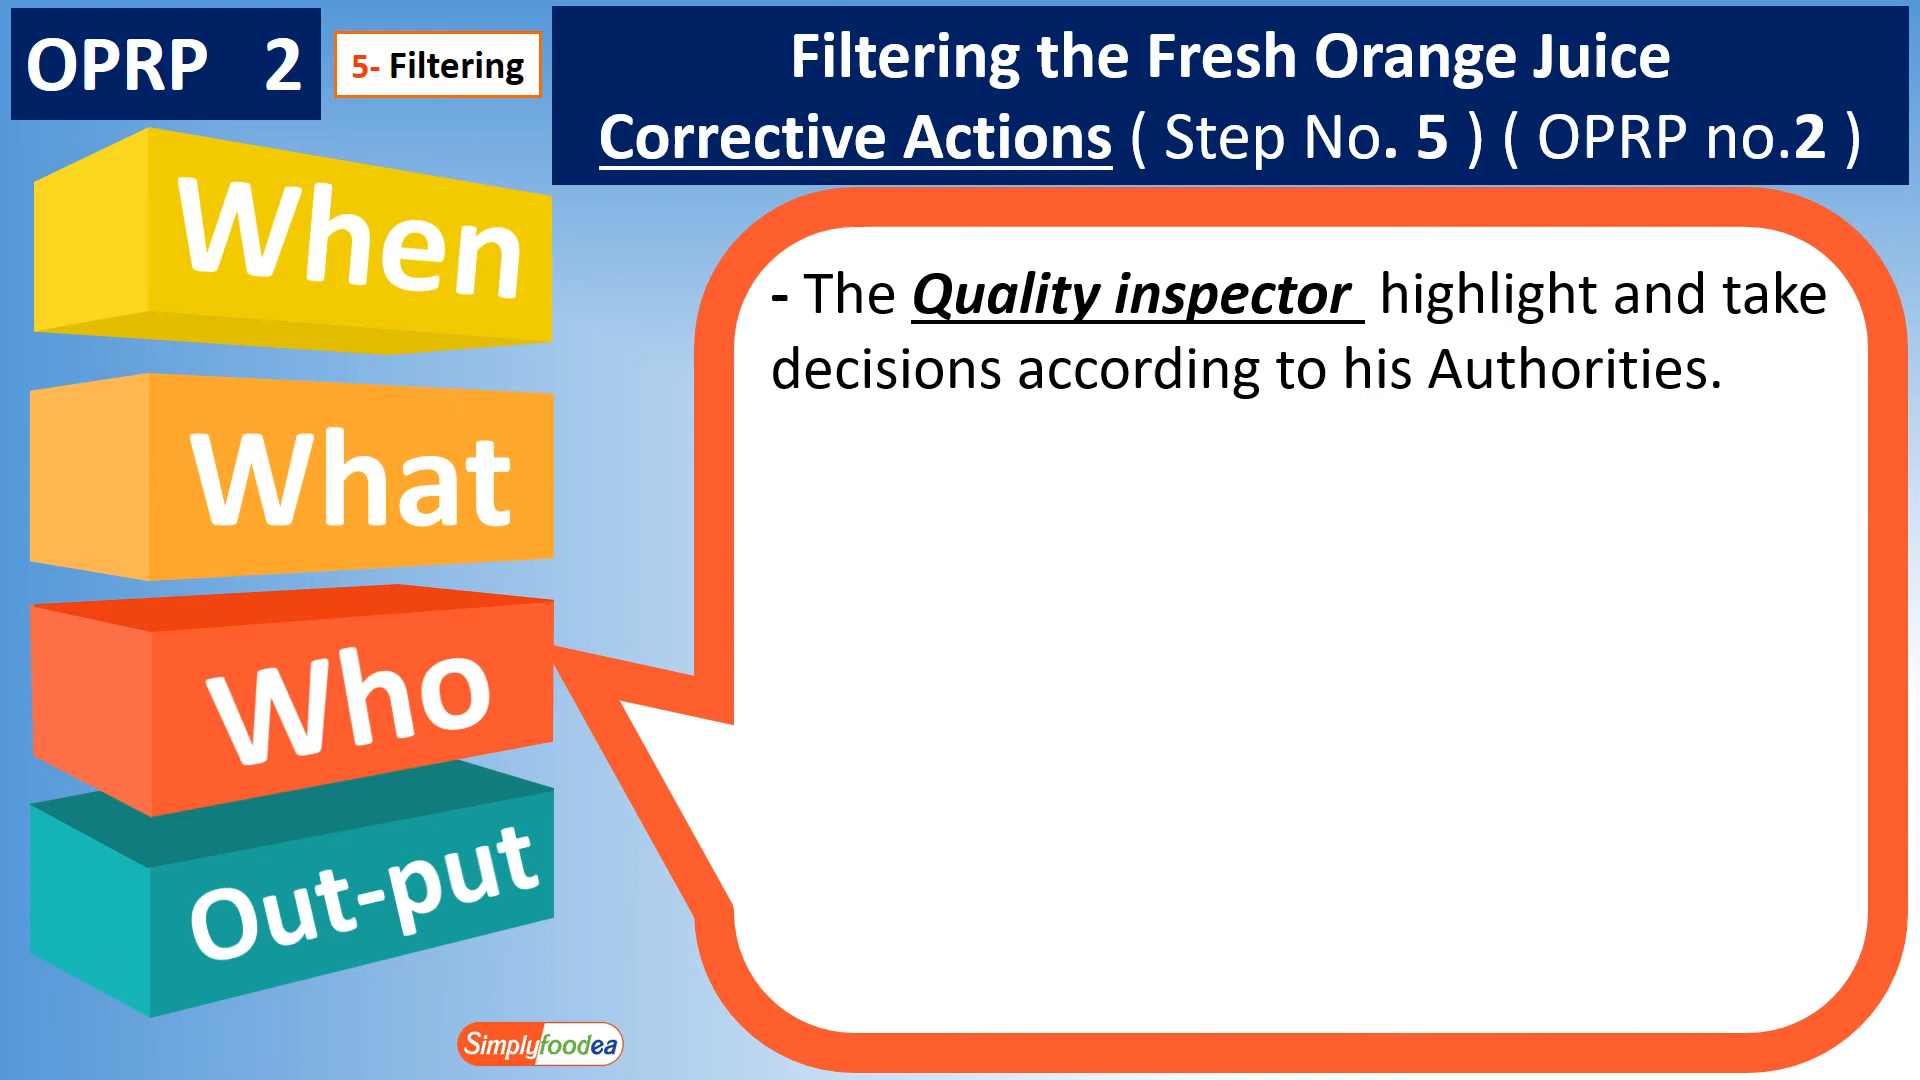 OPRP 2
5- Filtering
Filtering the Fresh Orange Juice
Corrective Actions ( Step No. 5 ) ( OPRP no.2 )
When
What
Who
Out-put
- The Quality inspector highlight and take
decisions according to his Authorities.
Simplyfoodea